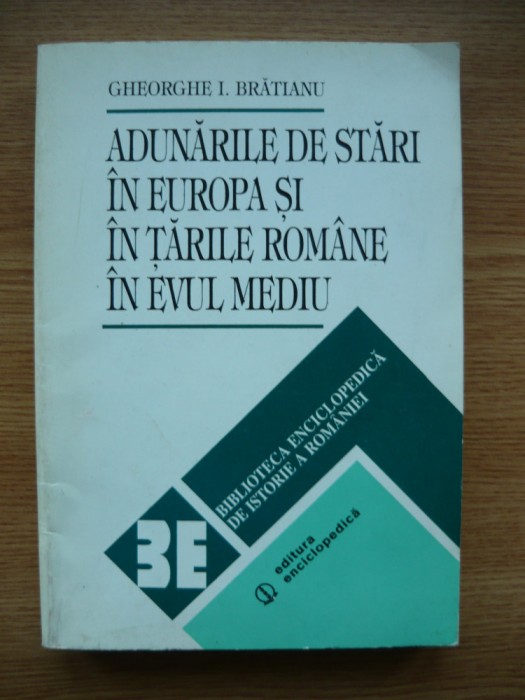 GHEORGHE I. BRĂTIANU
ADUNĂRILE DE STĂRI
ÎN EUROPA ȘI
ÎN ȚĂRILE ROMÂNE
ÎN EVUL MEDIU
BIBLIOTECA ENCICLOPEDICĂ
DE ISTORIE A ROMÂNIEI
BE
editura
enciclopedică